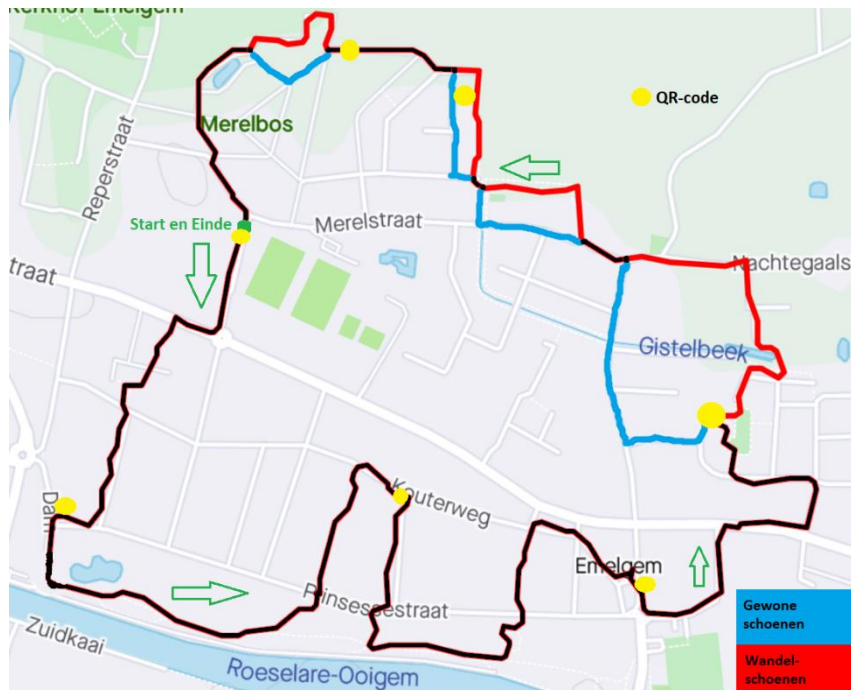 Kerkhof Emelgem
QR-code
Merelbos
Reperstraat
Start en Einde
Merelstraat
straat
Nachtegaals
Gistelbeek
Dam
Kouterweg
Emelgem
Prinsessestraat
Zuidkaai
Roeselare-Ooigem
Gewone
schoenen
Wandel-
schoenen